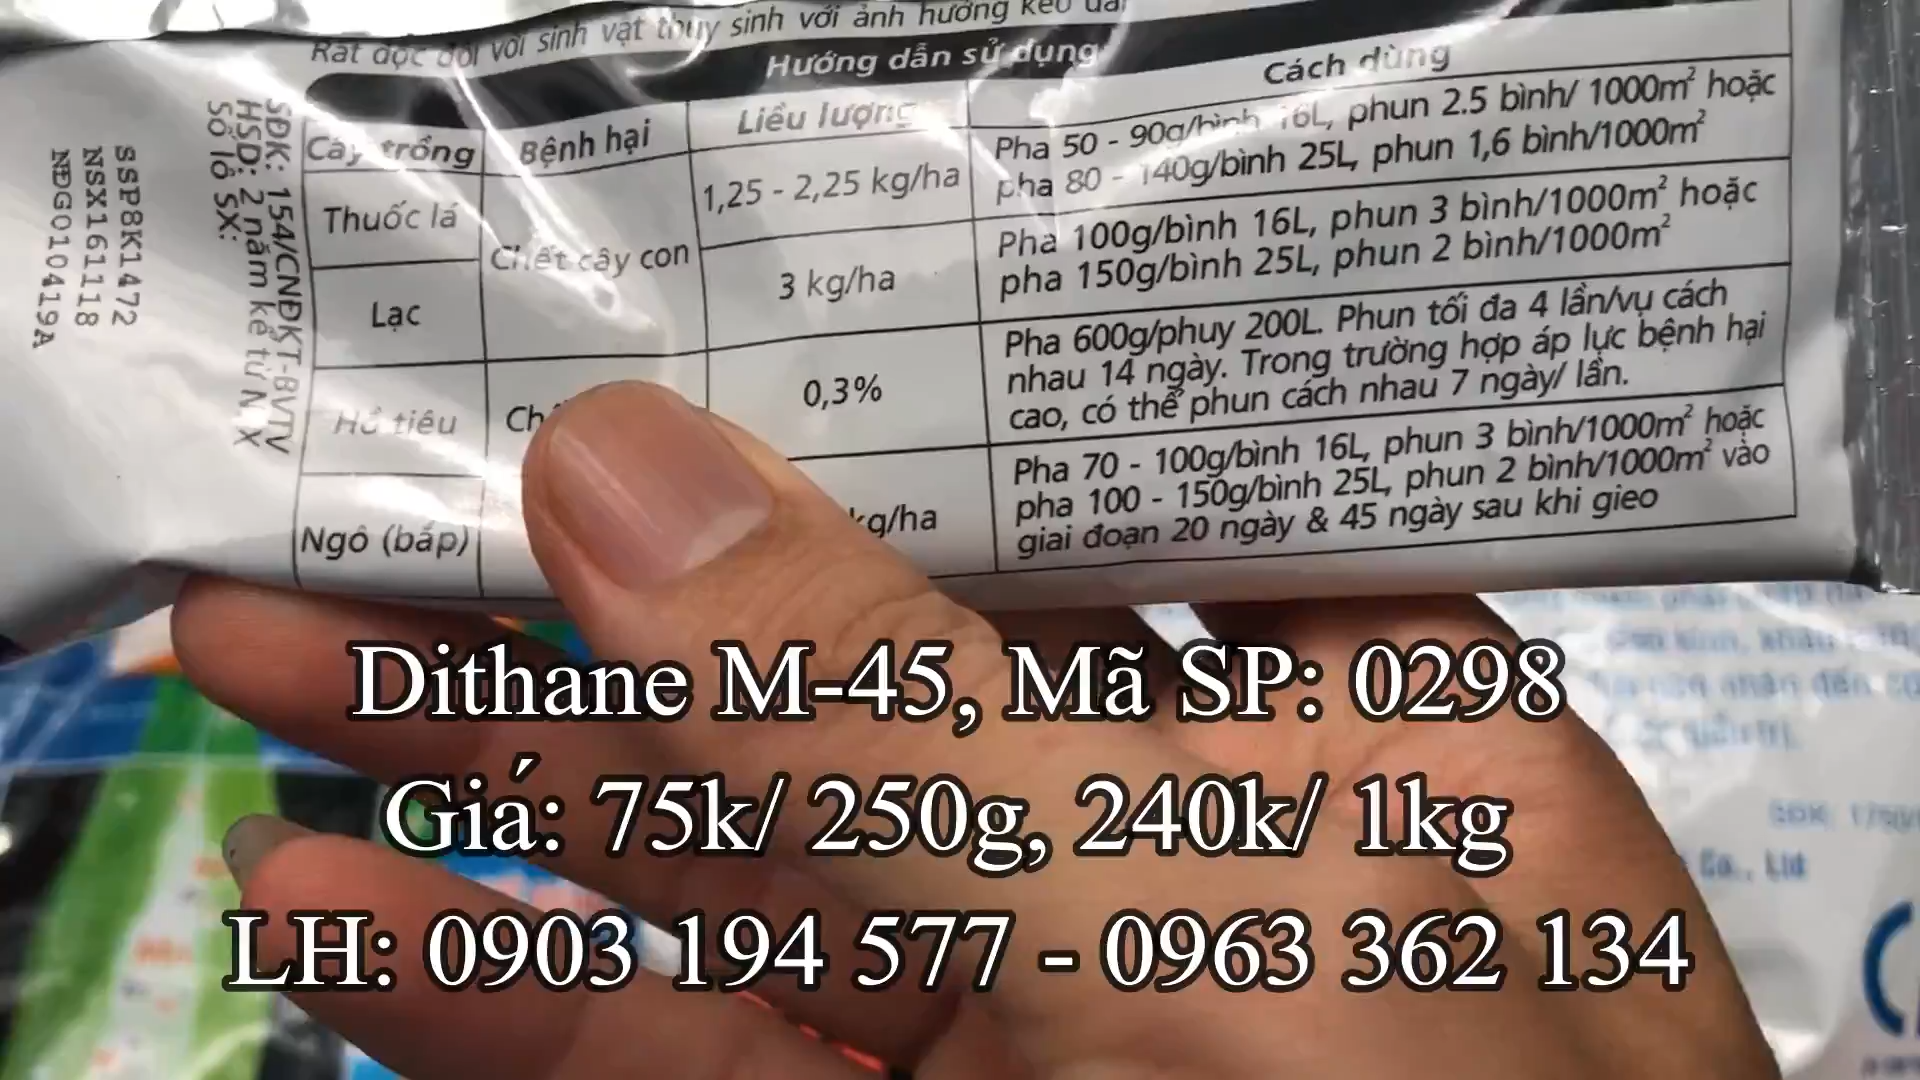 Rất độc đối với sinh vật thủy sinh với ảnh hưởng kéo dài
Hướng dẫn sử dụng
Cây trồng
Bệnh hại
Liều lượng
Cách dùng
Thuốc lá
Chết cây con
1,25 - 2,25 kg/ha
Pha 50 - 90g/bình 16L, phun 2.5 bình/ 1000m² hoặc
pha 80 - 140g/bình 25L, phun 1,6 bình/1000m²
Lạc
3 kg/ha
Pha 100g/bình 16L, phun 3 bình/1000m² hoặc
pha 150g/bình 25L, phun 2 bình/1000m²
Hồ tiêu
0,3%
Pha 600g/phuy 200L. Phun tối đa 4 lần/vụ cách
nhau 14 ngày. Trong trường hợp áp lực bệnh hại
cao, có thể phun cách nhau 7 ngày/ lần.
Ngô (bắp)
kg/ha
Pha 70 - 100g/bình 16L, phun 3 bình/1000m² hoặc
pha 100 - 150g/bình 25L, phun 2 bình/1000m² vào
giai đoạn 20 ngày & 45 ngày sau khi gieo
SĐK: 154/CNĐKT-BVTV
HSD: 2 năm kể từ NSX
Số lô SX:
SSP8K1472
NSX161118
NĐG010419A
Co., Ltd
Dithane M-45, Mã SP: 0298
Giá: 75k/ 250g, 240k/ 1kg
LH: 0903 194 577 - 0963 362 134